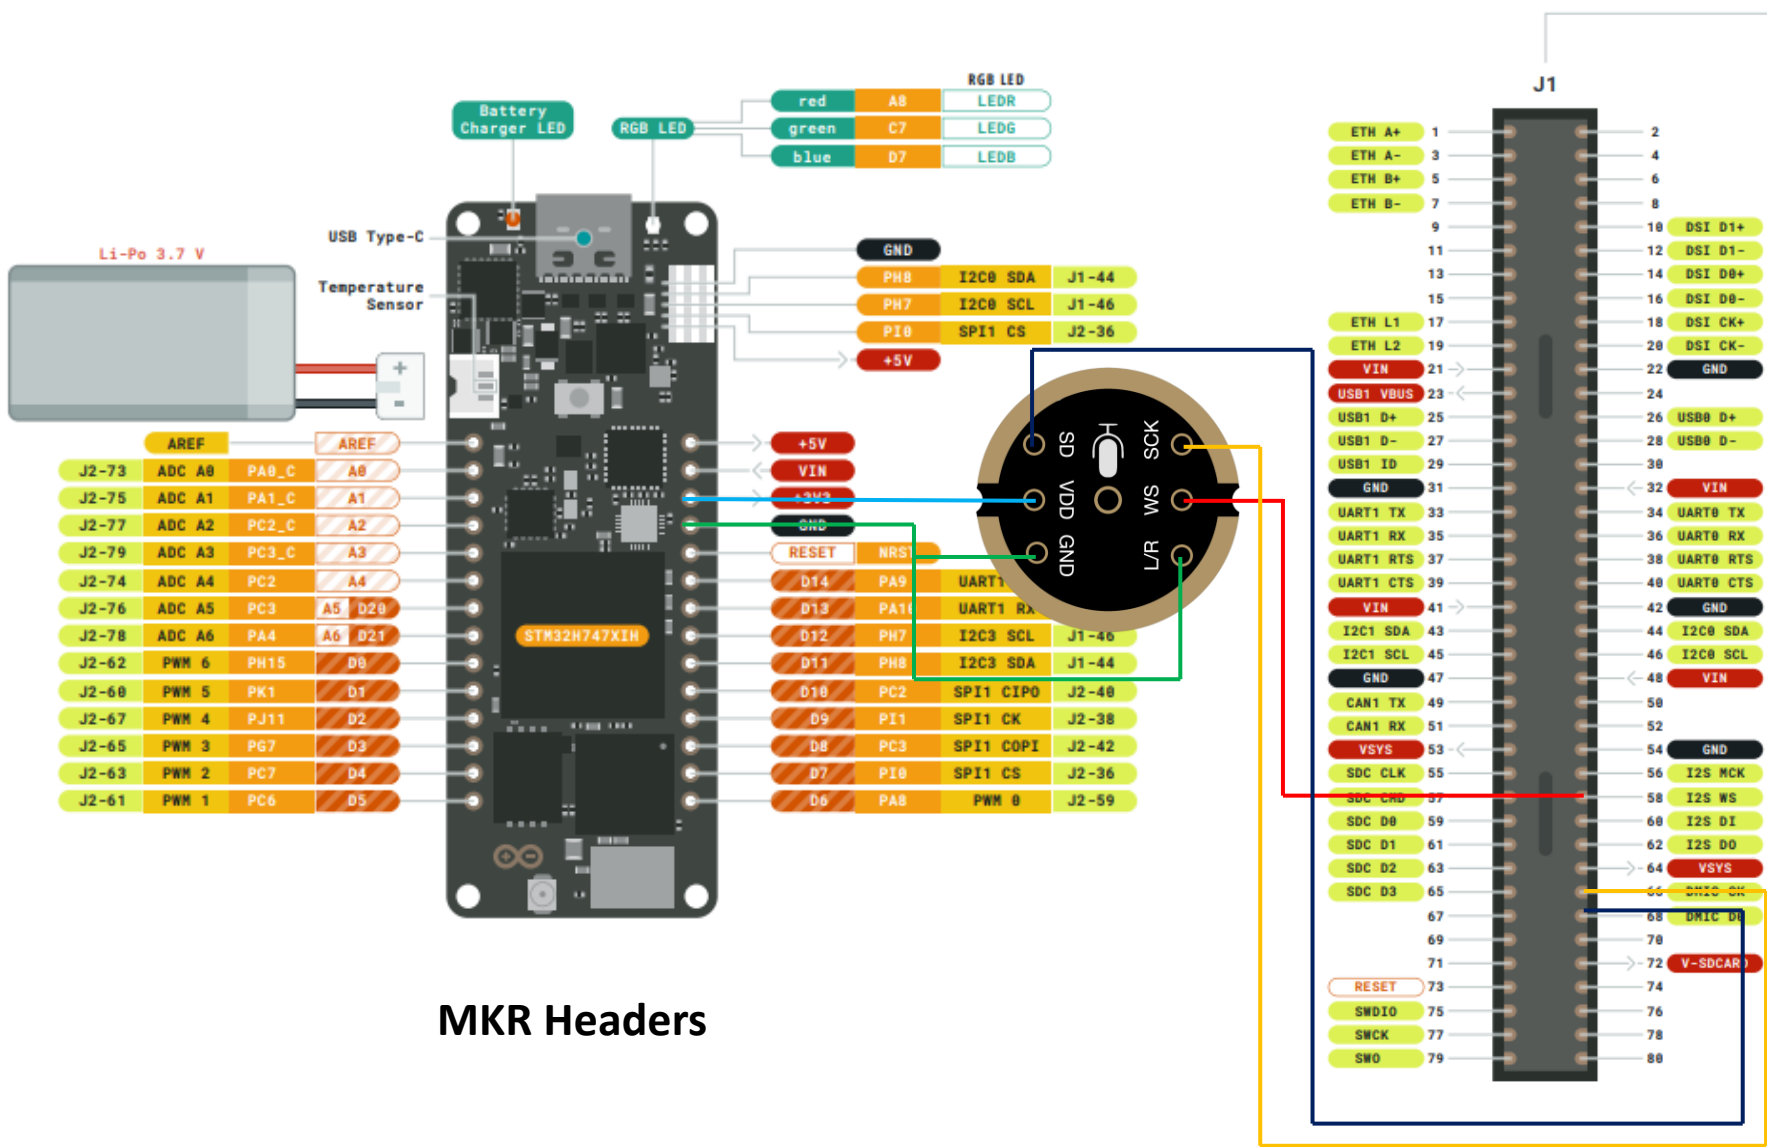 RGB LED
red A8 LEDR
Battery
Charger LED
RGB LED
green C7 LEDG
blue D7 LEDB
USB Type-C
Li-Po 3.7 V
Temperature
Sensor
GND
PH8 I2C0 SDA J1-44
PH7 I2C0 SCL J1-46
PI0 SPI1 CS J2-36
+5V
+
-
AREF AREF
J2-73 ADC A0 PA0_C A0
J2-75 ADC A1 PA1_C A1
J2-77 ADC A2 PC2_C A2
J2-79 ADC A3 PC3_C A3
J2-74 ADC A4 PC2 A4
J2-76 ADC A5 PC3 A5 D20
J2-78 ADC A6 PA4 A6 D21
J2-62 PWM 6 PH15 D0
J2-60 PWM 5 PK1 D1
J2-67 PWM 4 PJ11 D2
J2-65 PWM 3 PG7 D3
J2-63 PWM 2 PC7 D4
J2-61 PWM 1 PC6 D5
STM32H747XIH
+5V
VIN
+3V3
GND
RESET
D14 PA9 UART1
D13 PA10 UART1 RX
D12 PH7 I2C3 SCL J1-46
D11 PH8 I2C3 SDA J1-44
D10 PC2 SPI1 CIPO J2-40
D9 PI1 SPI1 CK J2-38
D8 PC3 SPI1 COPI J2-42
D7 PI0 SPI1 CS J2-36
D6 PA8 PWM 0 J2-59
SD
VDD
GND
SCK
SW
L/R
MKR Headers
J1
ETH A+ 1 2
ETH A- 3 4
ETH B+ 5 6
ETH B- 7 8
9 10 DSI D1+
11 12 DSI D1-
13 14 DSI D0+
15 16 DSI D0-
ETH L1 17 18 DSI CK+
ETH L2 19 20 DSI CK-
VIN 21 22 GND
USB1 VBUS 23 24
USB1 D+ 25 26 USB0 D+
USB1 D- 27 28 USB0 D-
USB1 ID 29 30
GND 31 32 VIN
UART1 TX 33 34 UART0 TX
UART1 RX 35 36 UART0 RX
UART1 RTS 37 38 UART0 RTS
UART1 CTS 39 40 UART0 CTS
VIN 41 42 GND
I2C1 SDA 43 44 I2C0 SDA
I2C1 SCL 45 46 I2C0 SCL
GND 47 48 VIN
CAN1 TX 49 50
CAN1 RX 51 52
VSYS 53 54 GND
SDC CLK 55 56 I2S MCK
SDC CMD 57 58 I2S WS
SDC D0 59 60 I2S DI
SDC D1 61 62 I2S DO
SDC D2 63 64 VSYS
SDC D3 65 66 DMIC CK
67 68 DMIC D0
69 70
71 72 V-SDCARD
RESET 73 74
SWDIO 75 76
SWCK 77 78
SWO 79 80